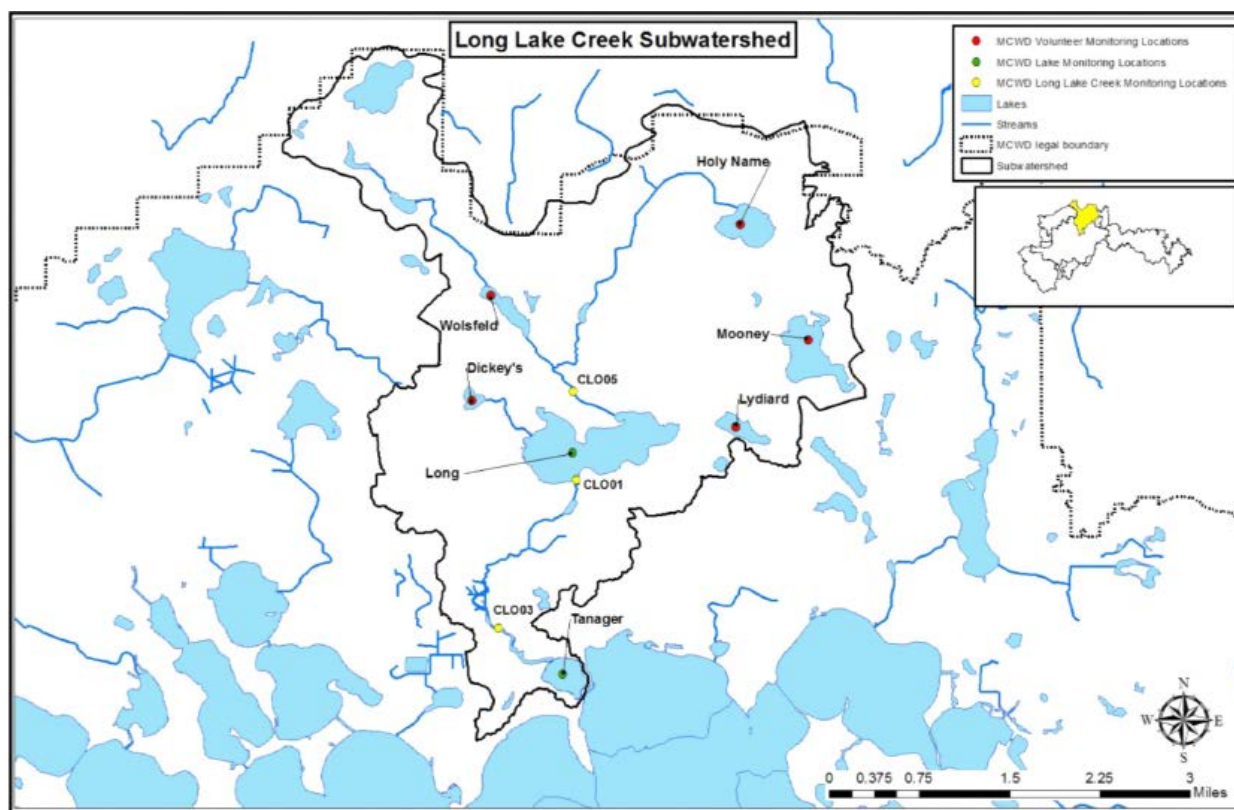 Long Lake Creek Subwatershed
MCWD Volunteer Monitoring Locations
MCWD Lake Monitoring Locations
MCWD Long Lake Creek Monitoring Locations
Lakes
Streams
MCWD legal boundary
Subwatershed
Holy Name
Wolsfeld
Mooney
Dickey's
CLO05
Lydiard
Long
CLO01
CLO03
Tanager
N
W E
S
0 0.375 0.75 1.5 2.25 3
Miles